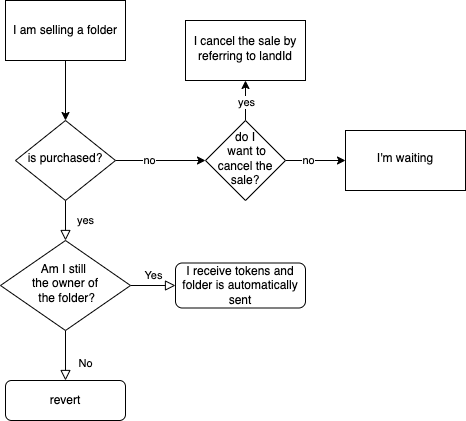 I am selling a folder
I cancel the sale by
referring to landId
yes
is purchased?
no
do I
want to
cancel the
sale?
no
I'm waiting
yes
Am I still
the owner of
the folder?
Yes
I receive tokens and
folder is automatically
sent
No
revert